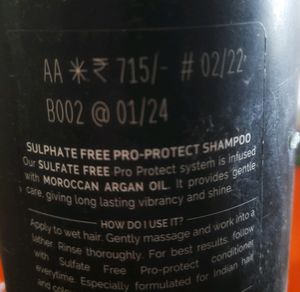 AA ✳ ₹ 715/- # 02/22
B002 @ 01/24
SULPHATE FREE PRO-PROTECT SHAMPOO
Our SULFATE FREE Pro Protect system is infused
with MOROCCAN ARGAN OIL. It provides gentle
care, giving long lasting vibrancy and shine.
HOW DO I USE IT?
Apply to wet hair. Gently massage and work into a
lather. Rinse thoroughly. For best results, follow
with Sulfate Free Pro-protect conditioner
everytime. Especially formulated for Indian hair
and